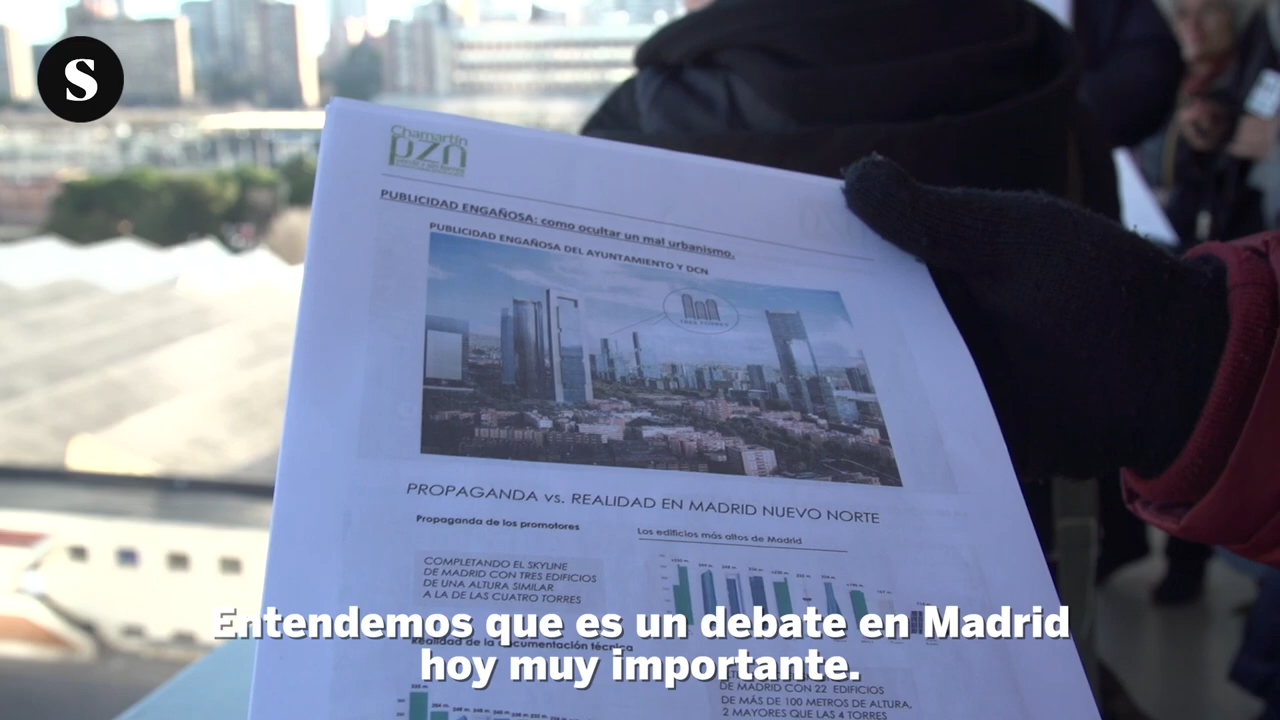 S
Chamartín
pzn
PUBLICIDAD ENGAÑOSA: como ocultar un mal urbanismo.
PUBLICIDAD ENGAÑOSA DEL AYUNTAMIENTO Y DCN
TRES TORRES
PROPAGANDA vs. REALIDAD EN MADRID NUEVO NORTE
Propaganda de los promotores
Los edificios más altos de Madrid
COMPLETANDO EL SKYLINE
DE MADRID CON TRES EDIFICIOS
DE UNA ALTURA SIMILAR
A LA DE LAS CUATRO TORRES
Entendemos que es un debate en Madrid
Realidad de la documentación técnica
hoy muy importante.
DE MADRID CON 22 EDIFICIOS
DE MÁS DE 100 METROS DE ALTURA,
2 MAYORES QUE LAS 4 TORRES